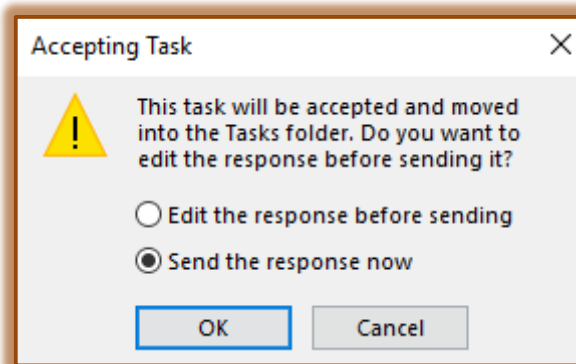 Accepting Task
This task will be accepted and moved
into the Tasks folder. Do you want to
edit the response before sending it?
Edit the response before sending
Send the response now
OK Cancel